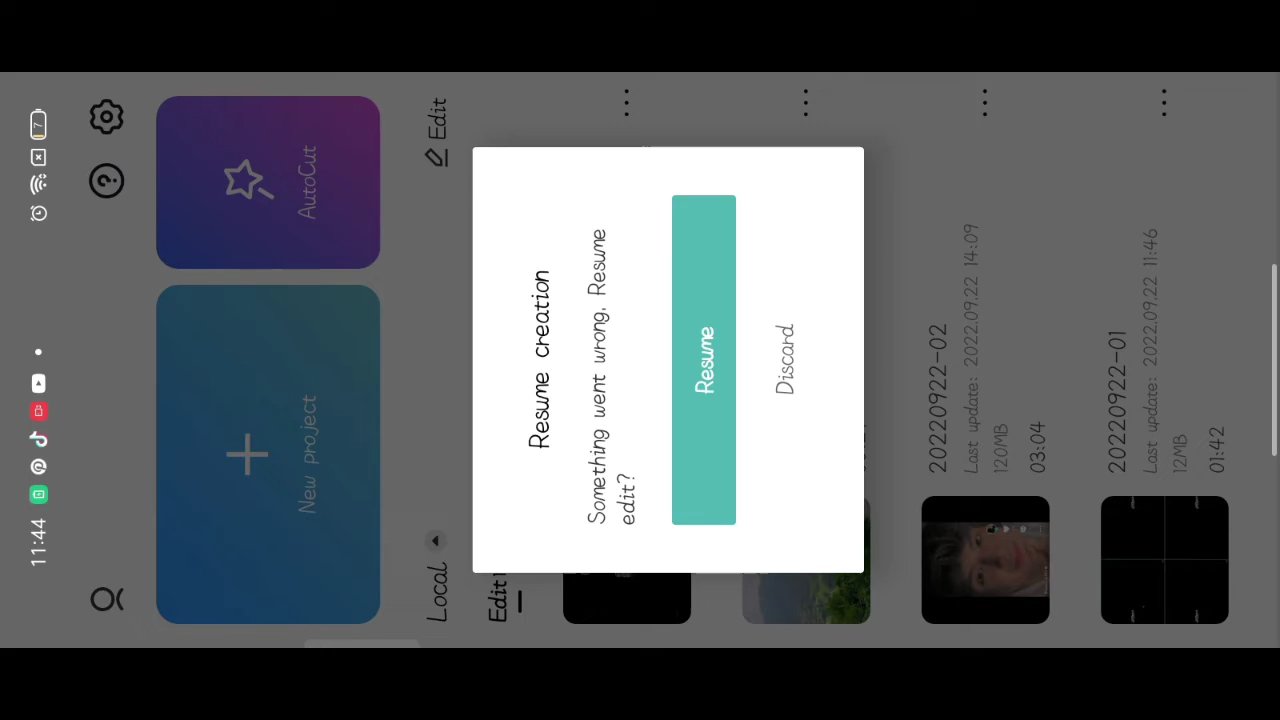 11:44
7
New project
AutoCut
Local
Edit
Edit
Resume creation
Something went wrong, Resume
edit?
Resume
Discard
20220922-02
Last update: 2022.09.22 14:09
120MB
03:04
20220922-01
Last update: 2022.09.22 11:46
12MB
01:42